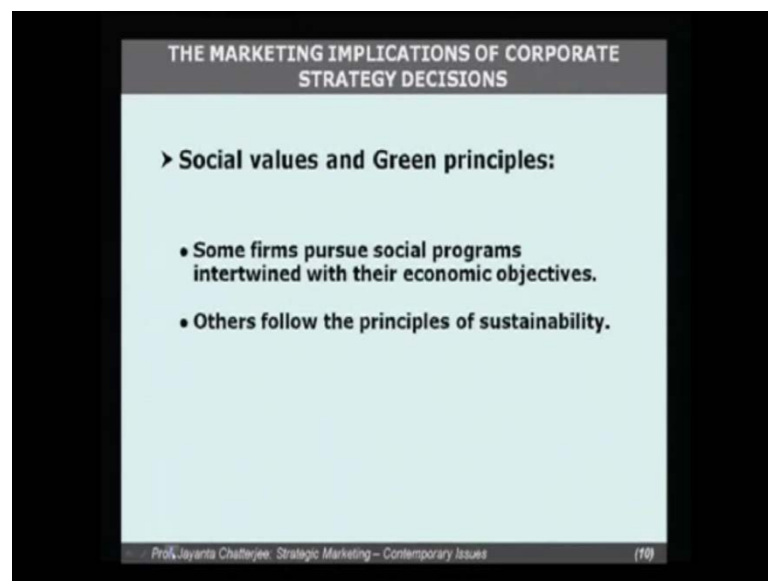 THE MARKETING IMPLICATIONS OF CORPORATE
STRATEGY DECISIONS
➤ Social values and Green principles:
• Some firms pursue social programs
intertwined with their economic objectives.
• Others follow the principles of sustainability.
Prof. Jayanta Chatterjee: Strategic Marketing – Contemporary Issues (10)